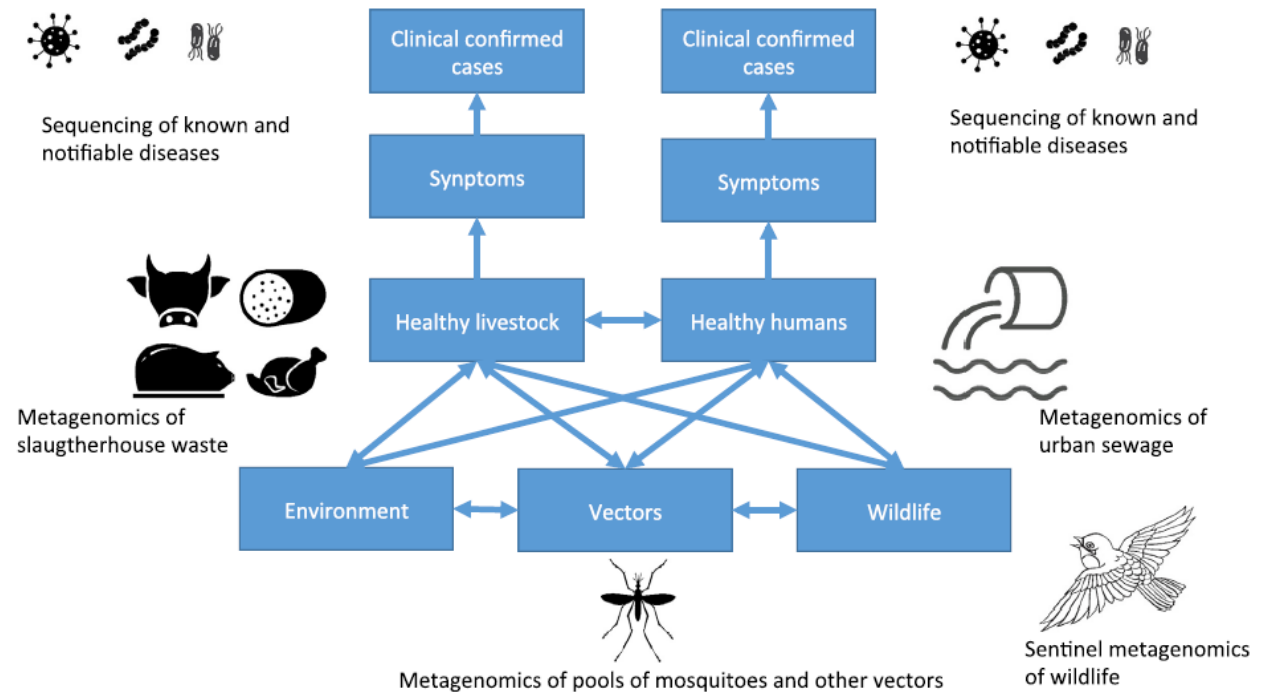 Clinical confirmed
cases
Clinical confirmed
cases
Sequencing of known and
notifiable diseases
Sequencing of known and
notifiable diseases
Synptoms
Symptoms
Healthy livestock
Healthy humans
Metagenomics of
slaugtherhouse waste
Metagenomics of
urban sewage
Environment
Vectors
Wildlife
Sentinel metagenomics
of wildlife
Metagenomics of pools of mosquitoes and other vectors